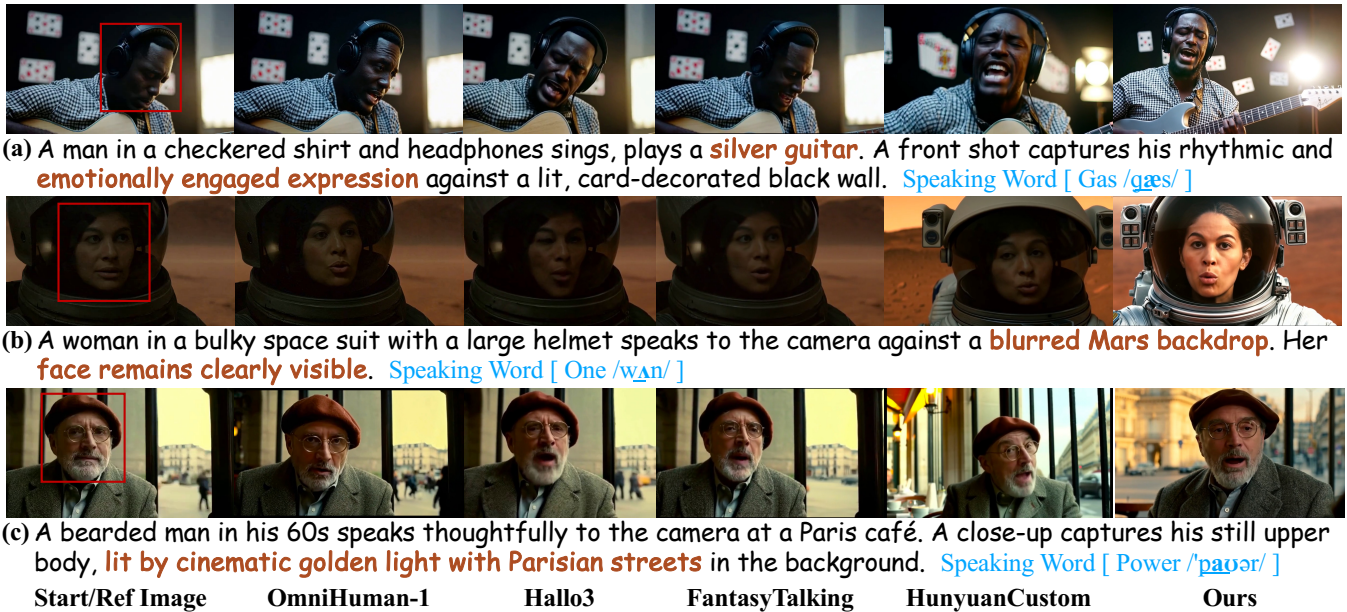 (a) A man in a checkered shirt and headphones sings, plays a silver guitar. A front shot captures his rhythmic and
emotionally engaged expression against a lit, card-decorated black wall. Speaking Word [ Gas /gæs/ ]
(b) A woman in a bulky space suit with a large helmet speaks to the camera against a blurred Mars backdrop. Her
face remains clearly visible. Speaking Word [ One /wʌn/ ]
(c) A bearded man in his 60s speaks thoughtfully to the camera at a Paris café. A close-up captures his still upper
body, lit by cinematic golden light with Parisian streets in the background. Speaking Word [ Power /'paʊər/ ]
Start/Ref Image OmniHuman-1 Hallo3 FantasyTalking HunyuanCustom Ours